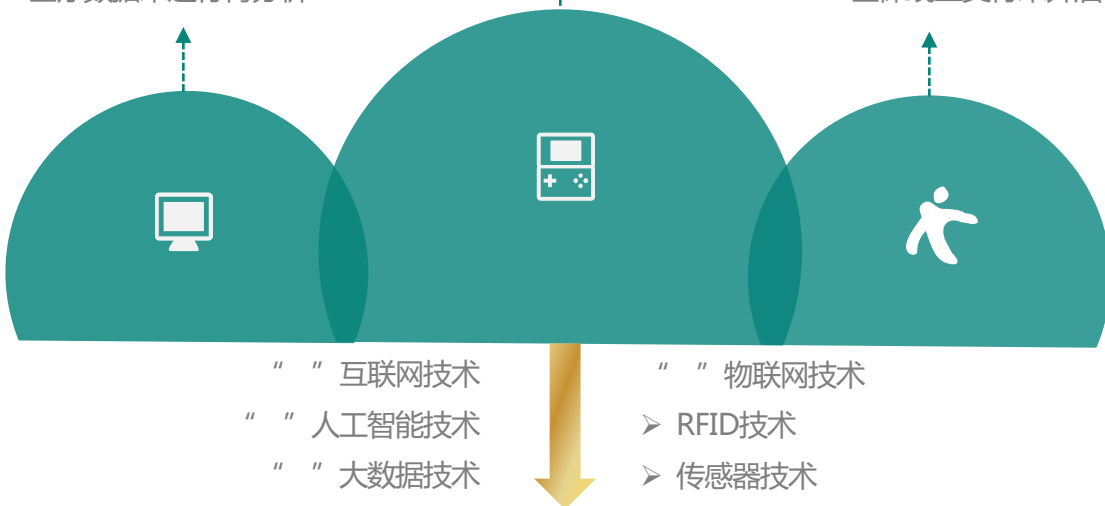 “ ”互联网技术
“ ”人工智能技术
“ ”大数据技术
“ ”物联网技术
➢ RFID技术
➢ 传感器技术